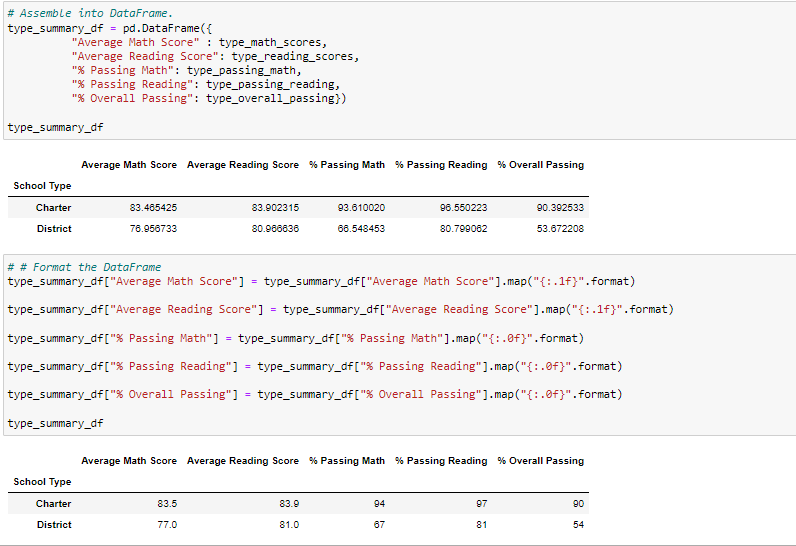 # Assemble into DataFrame.
type_summary_df = pd.DataFrame({
"Average Math Score" : type_math_scores,
"Average Reading Score": type_reading_scores,
"% Passing Math": type_passing_math,
"% Passing Reading": type_passing_reading,
"% Overall Passing": type_overall_passing})
type_summary_df
Average Math Score Average Reading Score % Passing Math % Passing Reading % Overall Passing
School Type
Charter 83.465425 83.902315 93.610020 96.550223 90.392533
District 76.956733 80.966636 66.548453 80.799062 53.672208
# # Format the DataFrame
type_summary_df["Average Math Score"] = type_summary_df["Average Math Score"].map("{:.1f}".format)
type_summary_df["Average Reading Score"] = type_summary_df["Average Reading Score"].map("{:.1f}".format)
type_summary_df["% Passing Math"] = type_summary_df["% Passing Math"].map("{:.0f}".format)
type_summary_df["% Passing Reading"] = type_summary_df["% Passing Reading"].map("{:.0f}".format)
type_summary_df["% Overall Passing"] = type_summary_df["% Overall Passing"].map("{:.0f}".format)
type_summary_df
Average Math Score Average Reading Score % Passing Math % Passing Reading % Overall Passing
School Type
Charter 83.5 83.9 94 97 90
District 77.0 81.0 67 81 54